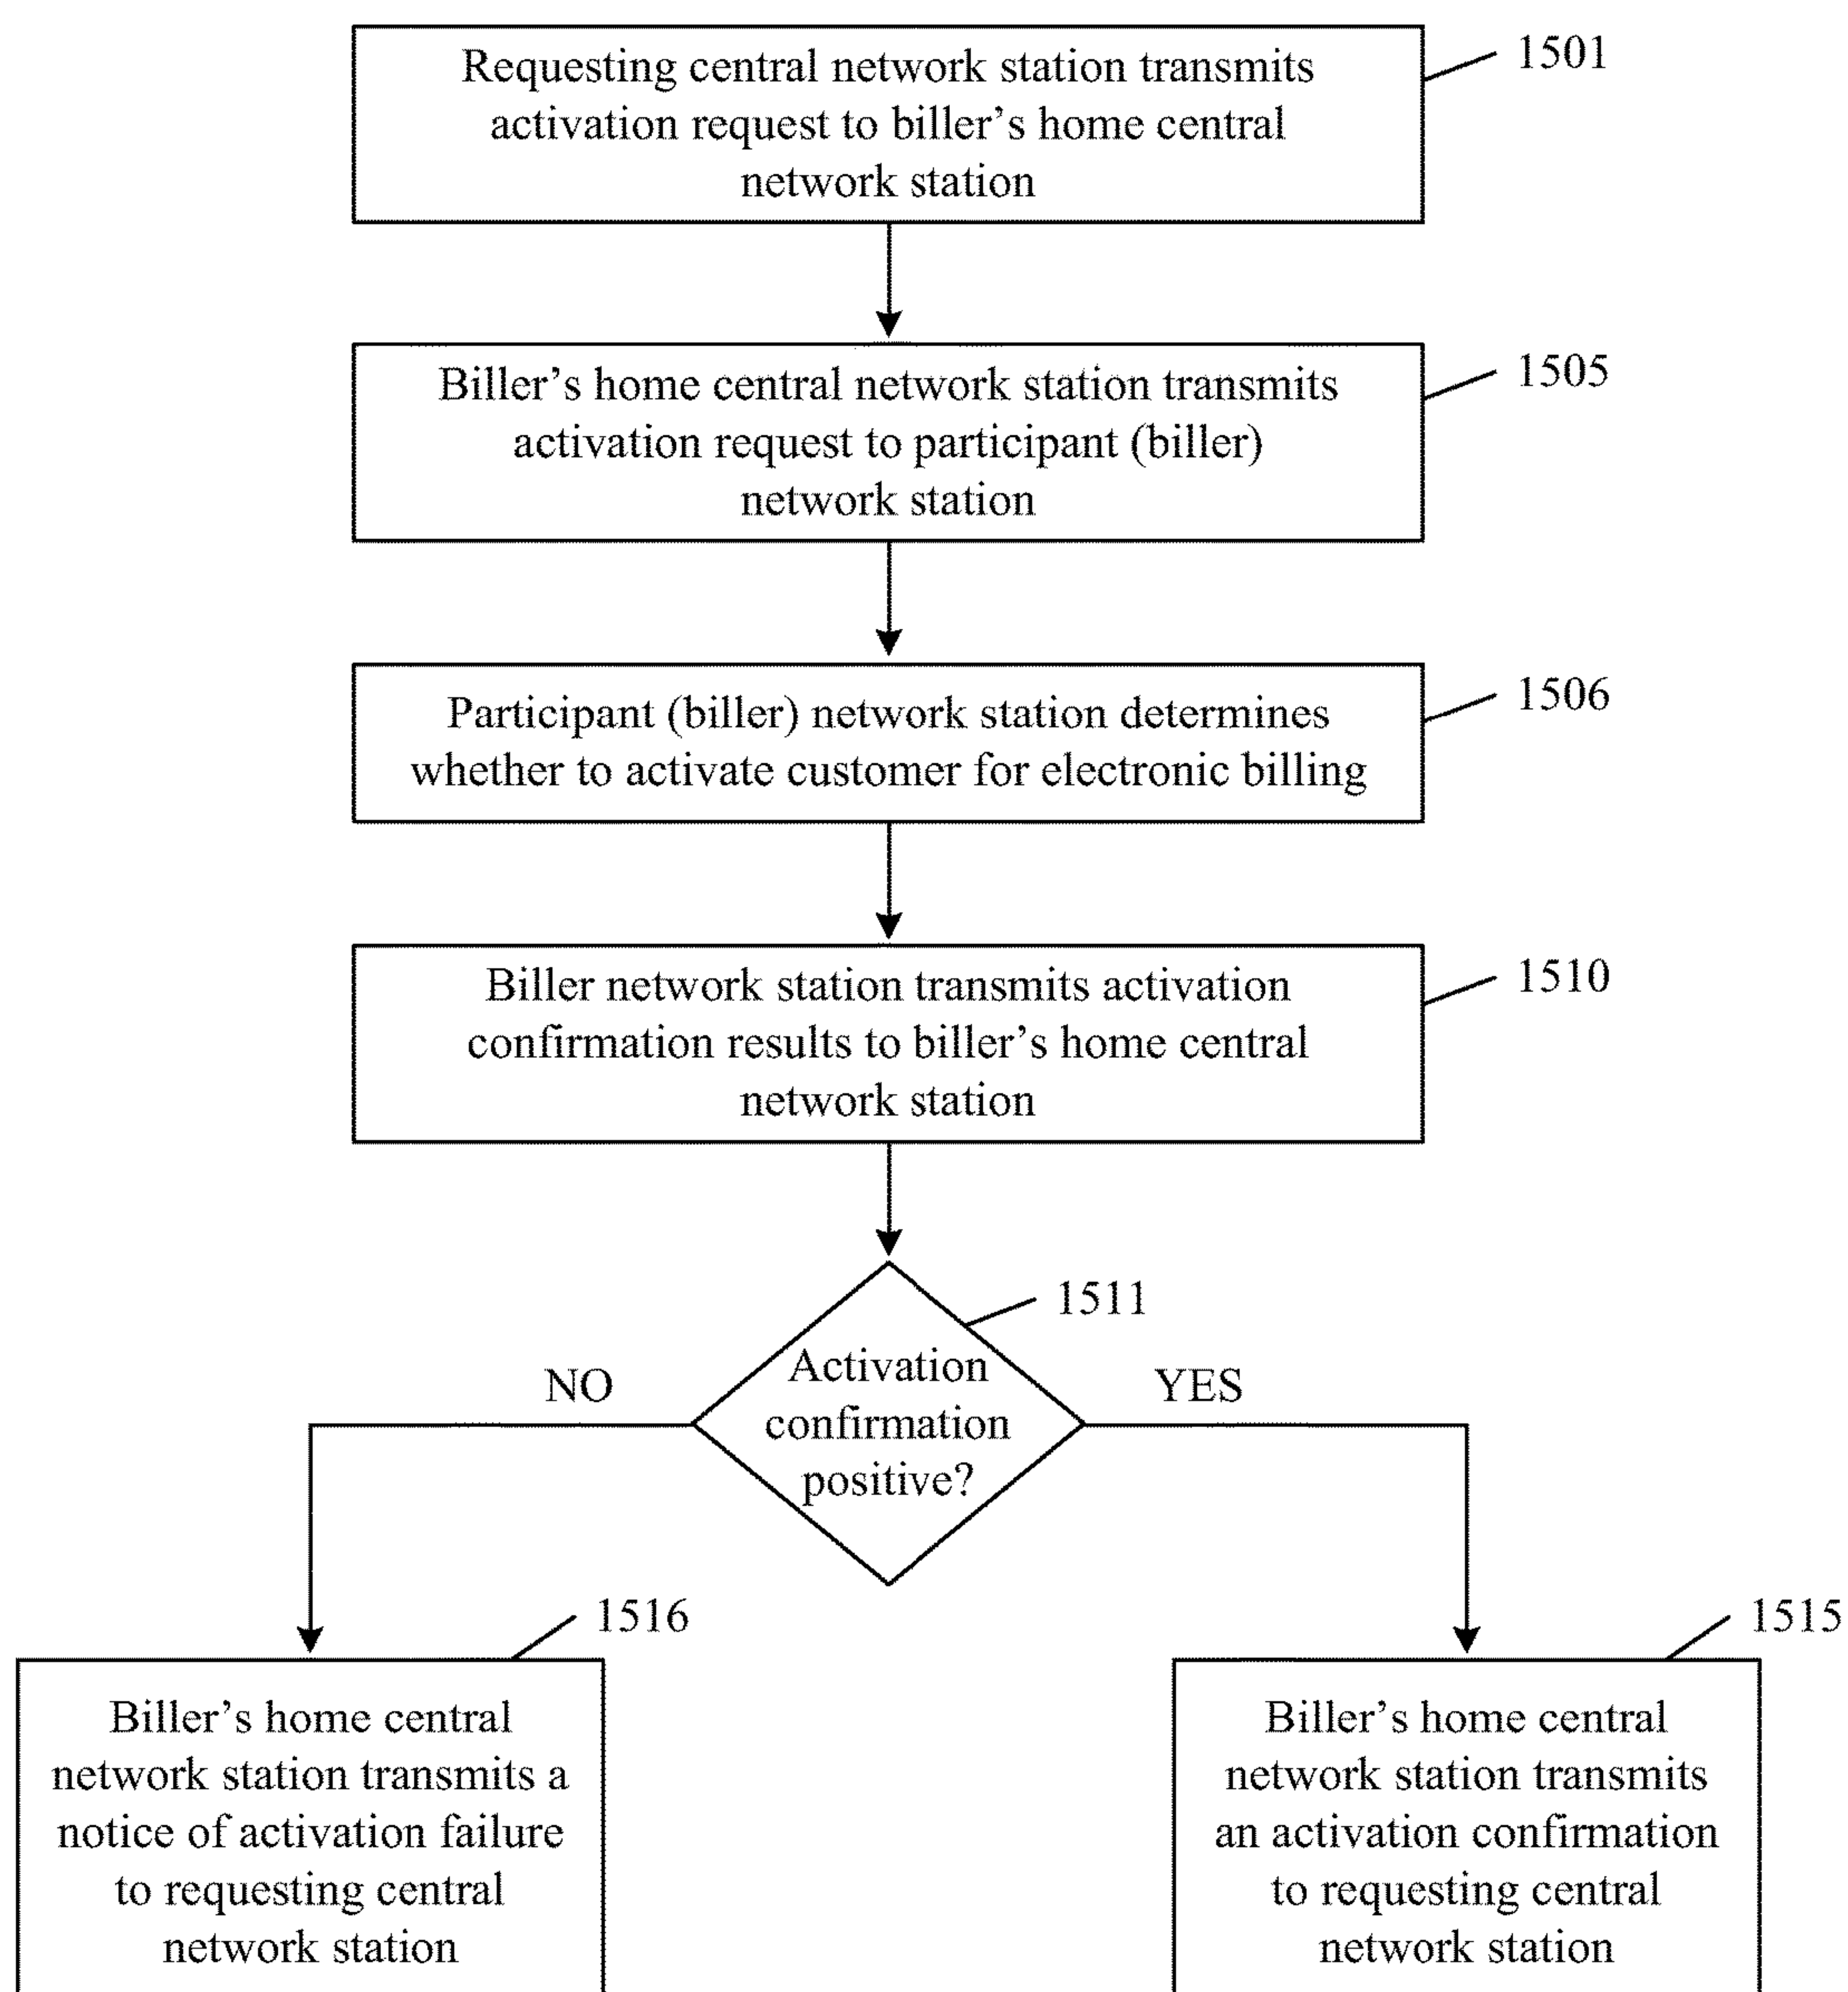 Requesting central network station transmits
activation request to biller's home central
network station
1501
Biller's home central network station transmits
activation request to participant (biller)
network station
1505
Participant (biller) network station determines
whether to activate customer for electronic billing
1506
Biller network station transmits activation
confirmation results to biller's home central
network station
1510
1511
Activation
confirmation
positive?
NO
YES
1516
Biller's home central
network station transmits a
notice of activation failure
to requesting central
network station
1515
Biller's home central
network station transmits
an activation confirmation
to requesting central
network station